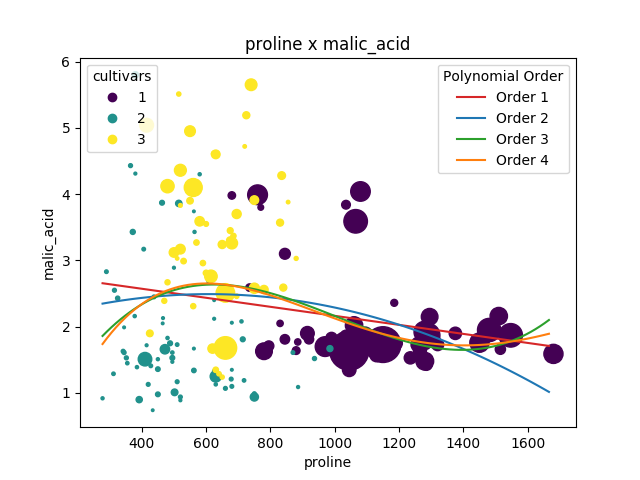 proline x malic_acid
cultivars
1
2
3
Polynomial Order
Order 1
Order 2
Order 3
Order 4
6
5
4
3
2
1
malic_acid
400 600 800 1000 1200 1400 1600
proline